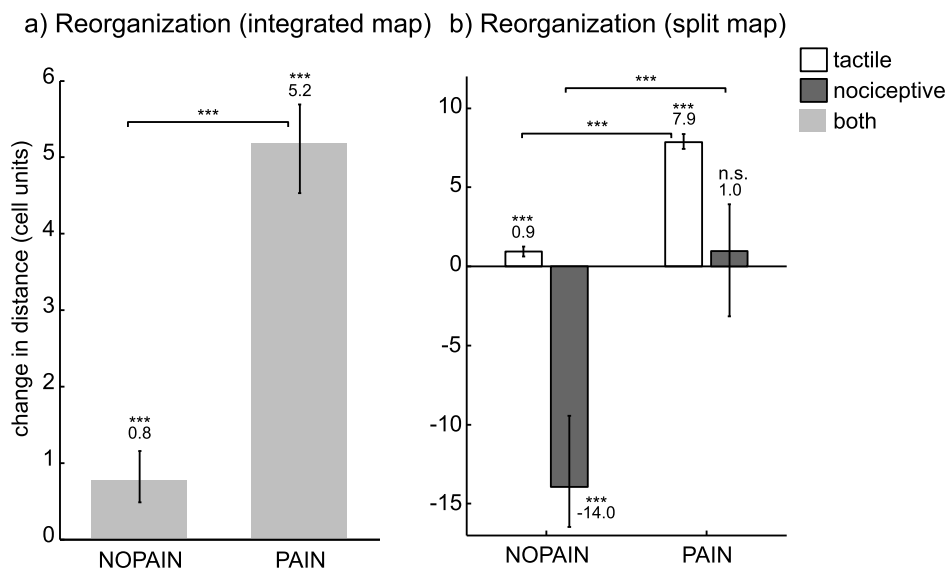 a) Reorganization (integrated map)
b) Reorganization (split map)
tactile
nociceptive
both
change in distance (cell units)
6
5
4
3
2
1
0
***
0.8
***
***
5.2
NOPAIN
PAIN
10
5
0
-5
-10
-15
***
***
***
0.9
***
-14.0
***
7.9
n.s.
1.0
NOPAIN
PAIN